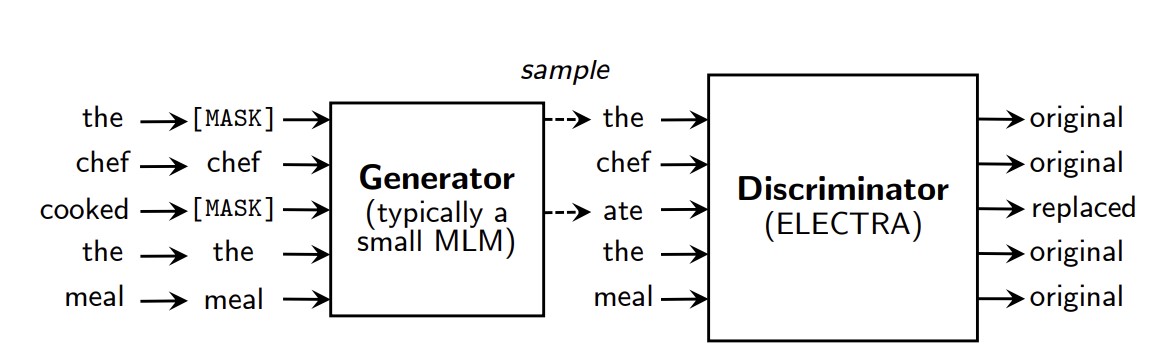 sample
the [MASK] the original
chef chef chef original
cooked [MASK] ate replaced
the the the original
meal meal meal original
Generator
(typically a
small MLM)
Discriminator
(ELECTRA)